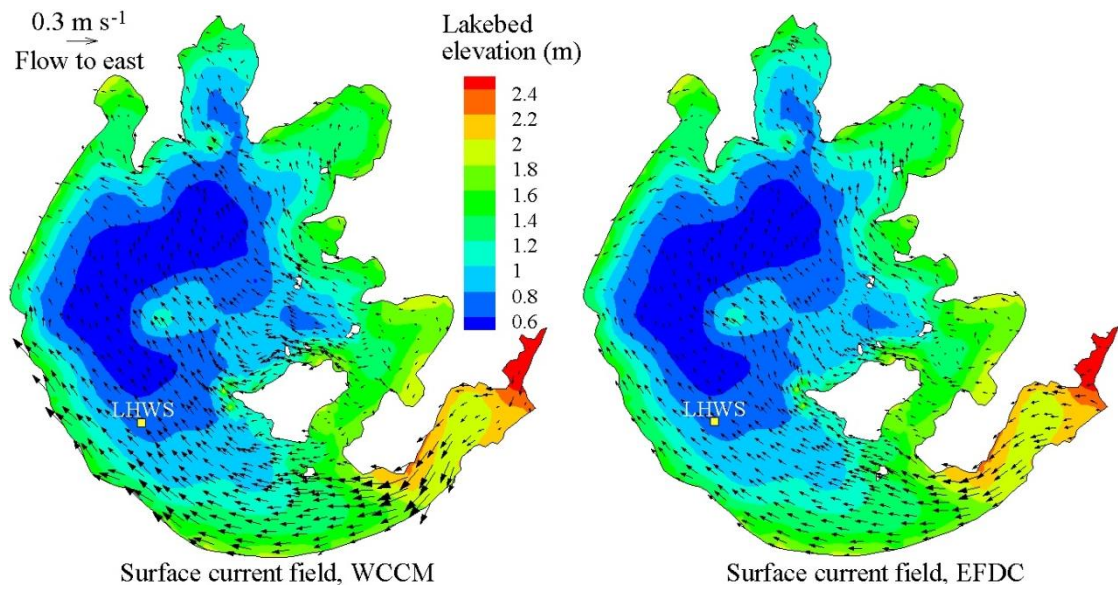 0.3 m s-1
Flow to east
Lakebed
elevation (m)
2.4
2.2
2
1.8
1.6
1.4
1.2
1
0.8
0.6
LHWS
LHWS
Surface current field, WCCM
Surface current field, EFDC